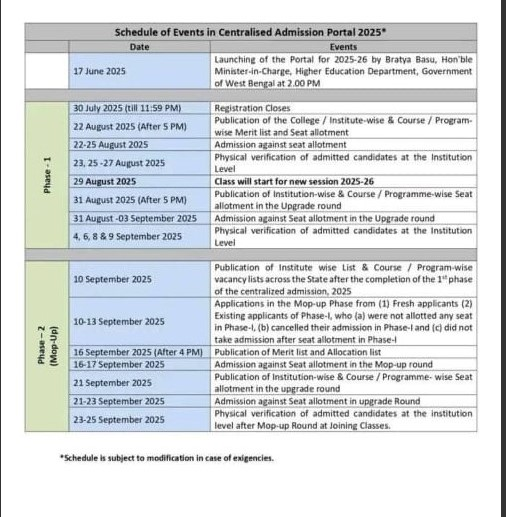 Schedule of Events in Centralised Admission Portal 2025*
Date Events
17 June 2025
Launching of the Portal for 2025-26 by Bratya Basu, Hon'ble
Minister-in-Charge, Higher Education Department, Government
of West Bengal at 2.00 PM
Phase - 1
30 July 2025 (till 11:59 PM) Registration Closes
22 August 2025 (After 5 PM)
Publication of the College / Institute-wise & Course / Program-
wise Merit list and Seat allotment
22-25 August 2025 Admission against seat allotment
23, 25 -27 August 2025
Physical verification of admitted candidates at the Institution
Level
29 August 2025 Class will start for new session 2025-26
31 August 2025 (After 5 PM)
Publication of Institution-wise & Course / Programme-wise Seat
allotment in the Upgrade round
31 August -03 September 2025 Admission against Seat allotment in the Upgrade round
4, 6, 8 & 9 September 2025
Physical verification of admitted candidates at the Institution
Level
Phase – 2
(Mop-Up)
10 September 2025
Publication of Institute wise List & Course / Program-wise
vacancy lists across the State after the completion of the 1st phase
of the centralized admission, 2025
10-13 September 2025
Applications in the Mop-up Phase from (1) Fresh applicants (2)
Existing applicants of Phase-I, who (a) were not allotted any seat
in Phase-I, (b) cancelled their admission in Phase-I and (c) did not
take admission after seat allotment in Phase-I
16 September 2025 (After 4 PM) Publication of Merit list and Allocation list
16-17 September 2025 Admission against Seat allotment in the Mop-up round
21 September 2025
Publication of Institution-wise & Course / Programme- wise Seat
allotment in the upgrade round
21-23 September 2025 Admission against Seat allotment in upgrade Round
23-25 September 2025
Physical verification of admitted candidates at the institution
level after Mop-up Round at Joining Classes.
*Schedule is subject to modification in case of exigencies.